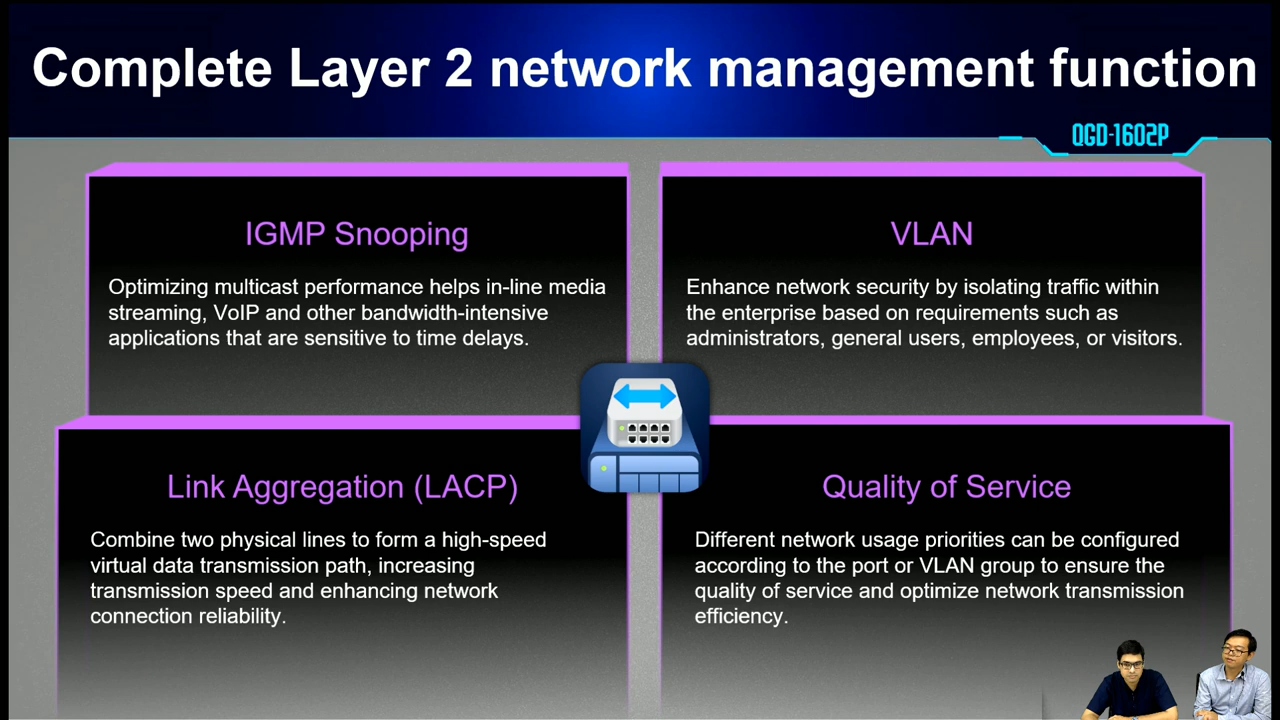 Complete Layer 2 network management function
QGD-1602P
IGMP Snooping
Optimizing multicast performance helps in-line media
streaming, VoIP and other bandwidth-intensive
applications that are sensitive to time delays.
VLAN
Enhance network security by isolating traffic within
the enterprise based on requirements such as
administrators, general users, employees, or visitors.
Link Aggregation (LACP)
Combine two physical lines to form a high-speed
virtual data transmission path, increasing
transmission speed and enhancing network
connection reliability.
Quality of Service
Different network usage priorities can be configured
according to the port or VLAN group to ensure the
quality of service and optimize network transmission
efficiency.